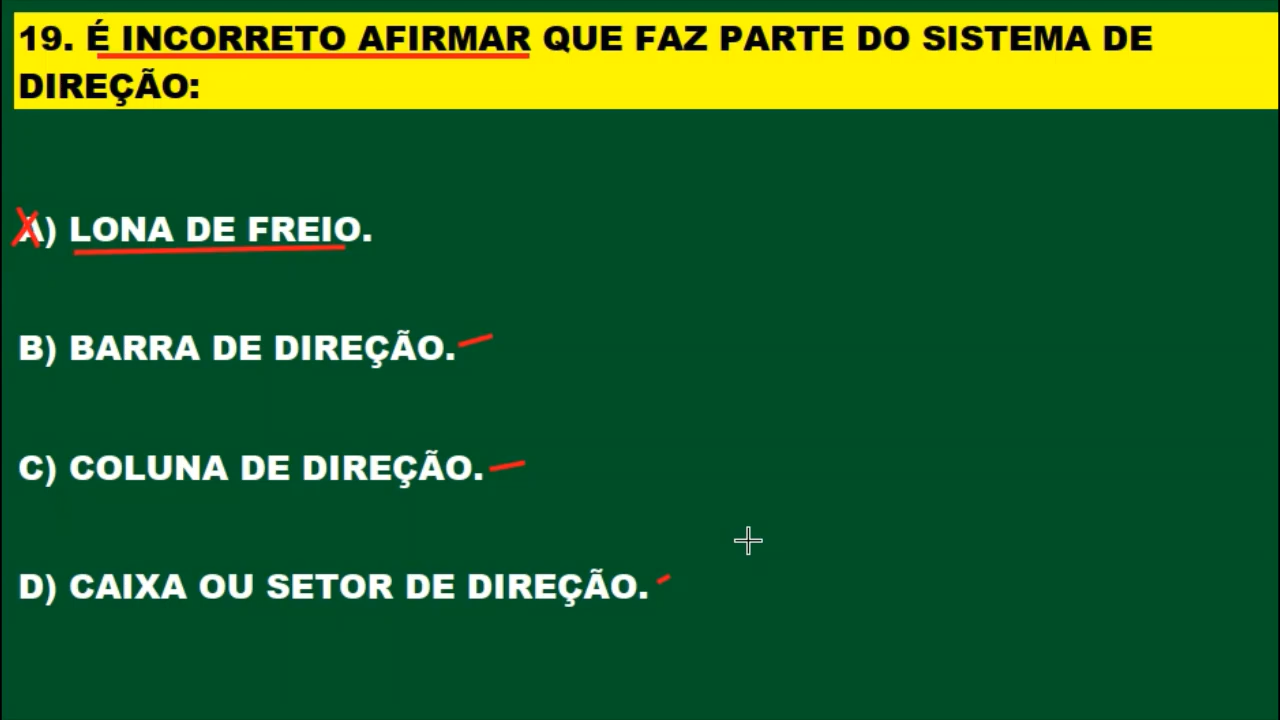 19. É INCORRETO AFIRMAR QUE FAZ PARTE DO SISTEMA DE
DIREÇÃO:
A) LONA DE FREIO.
B) BARRA DE DIREÇÃO.
C) COLUNA DE DIREÇÃO.
D) CAIXA OU SETOR DE DIREÇÃO.